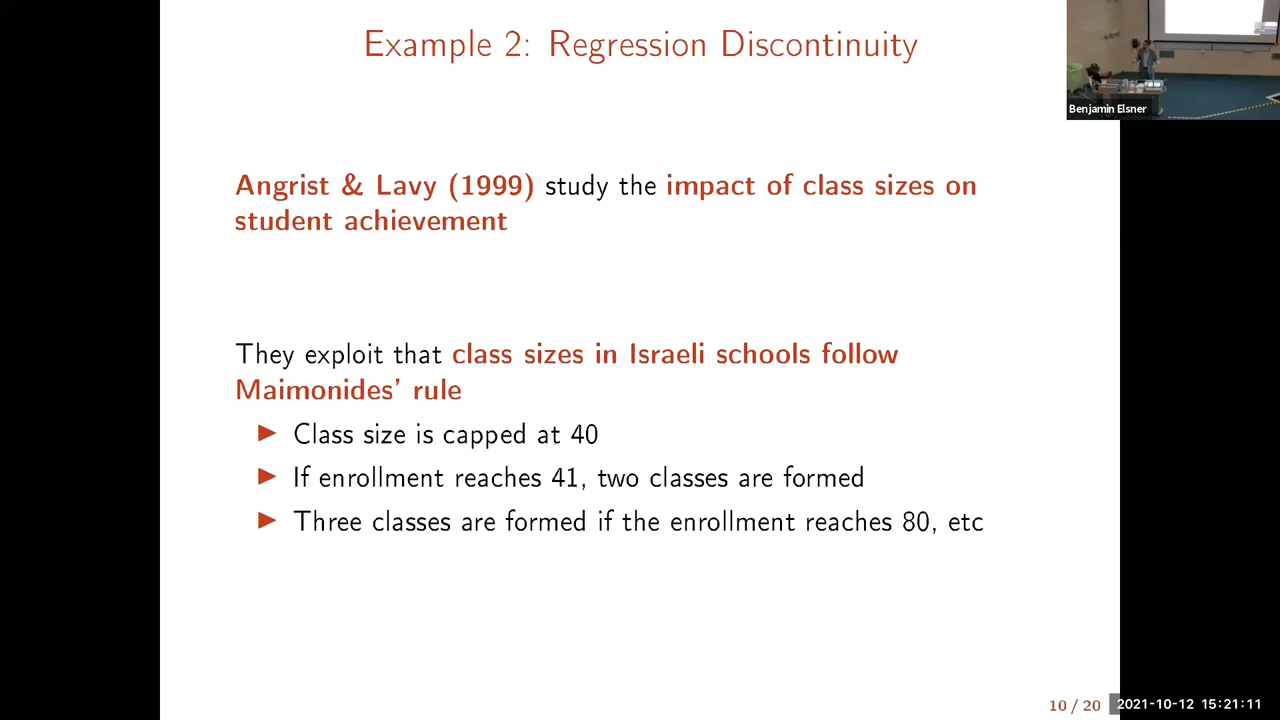 Example 2: Regression Discontinuity
Benjamin Elsner
Angrist & Lavy (1999) study the impact of class sizes on
student achievement
They exploit that class sizes in Israeli schools follow
Maimonides' rule
Class size is capped at 40
If enrollment reaches 41, two classes are formed
Three classes are formed if the enrollment reaches 80, etc
10 / 20
2021-10-12 15:21:11